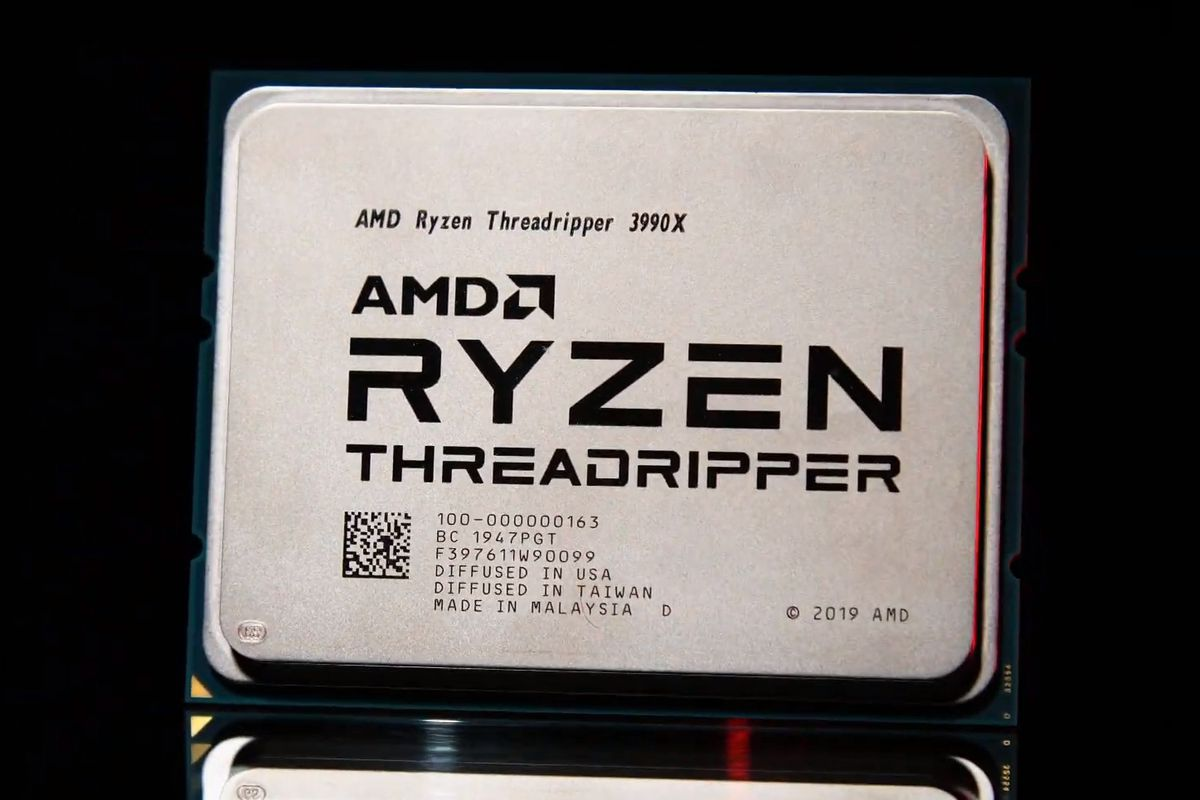 AMD Ryzen Threadripper 3990X
AMD
RYZEN
THREADRIPPER
100-000000163
BC 1947PGT
F397611W90099
DIFFUSED IN USA
DIFFUSED IN TAIWAN
MADE IN MALAYSIA D
© 2019 AMD